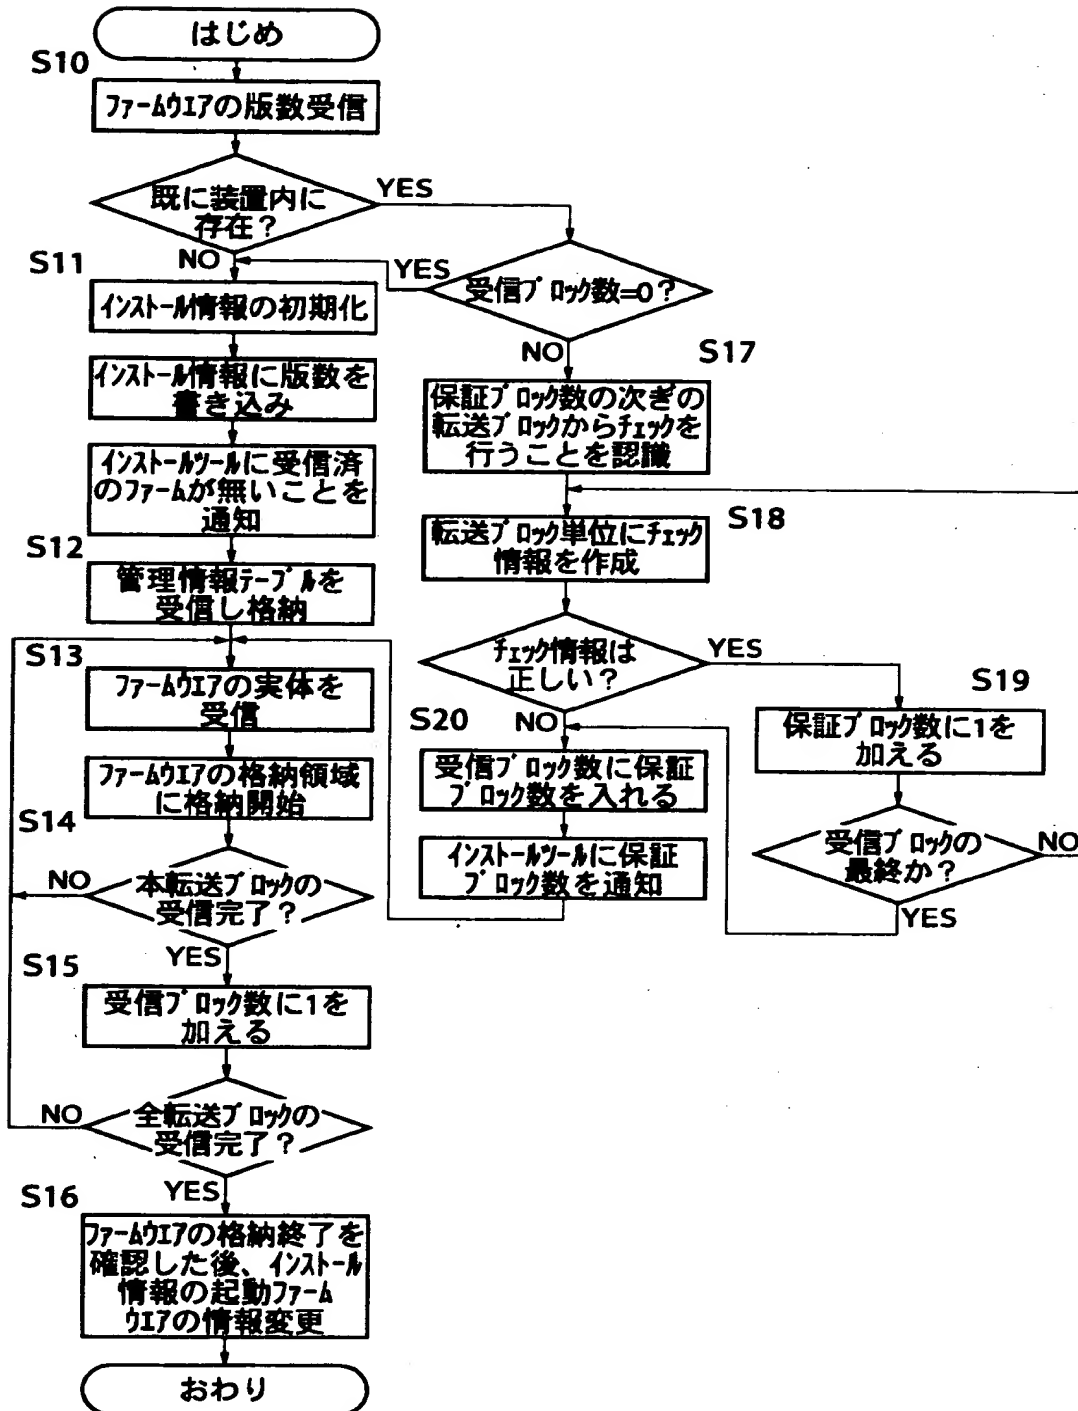 はじめ
S10
ファームウエアの版数受信
既に装置内に
存在？
YES
NO
S11
インストール情報の初期化
インストール情報に版数を
書き込み
インストールツールに受信済
のファームが無いことを
通知
S12
管理情報テーブルを
受信し格納
S13
ファームウエアの実体を
受信
ファームウエアの格納領域
に格納開始
S14
本転送ブロックの
受信完了？
NO
YES
S15
受信ブロック数に1を
加える
全転送ブロックの
受信完了？
NO
YES
S16
ファームウエアの格納終了を
確認した後、インストール
情報の起動ファーム
ウエアの情報変更
おわり
受信ブロック数=0？
YES
NO
S17
保証ブロック数の次ぎの
転送ブロックからチェックを
行うことを認識
S18
転送ブロック単位にチェック
情報を作成
チェック情報は
正しい？
YES
NO
S19
保証ブロック数に1を
加える
受信ブロックの
最終か？
NO
YES
S20
受信ブロック数に保証
ブロック数を入れる
インストールツールに保証
ブロック数を通知